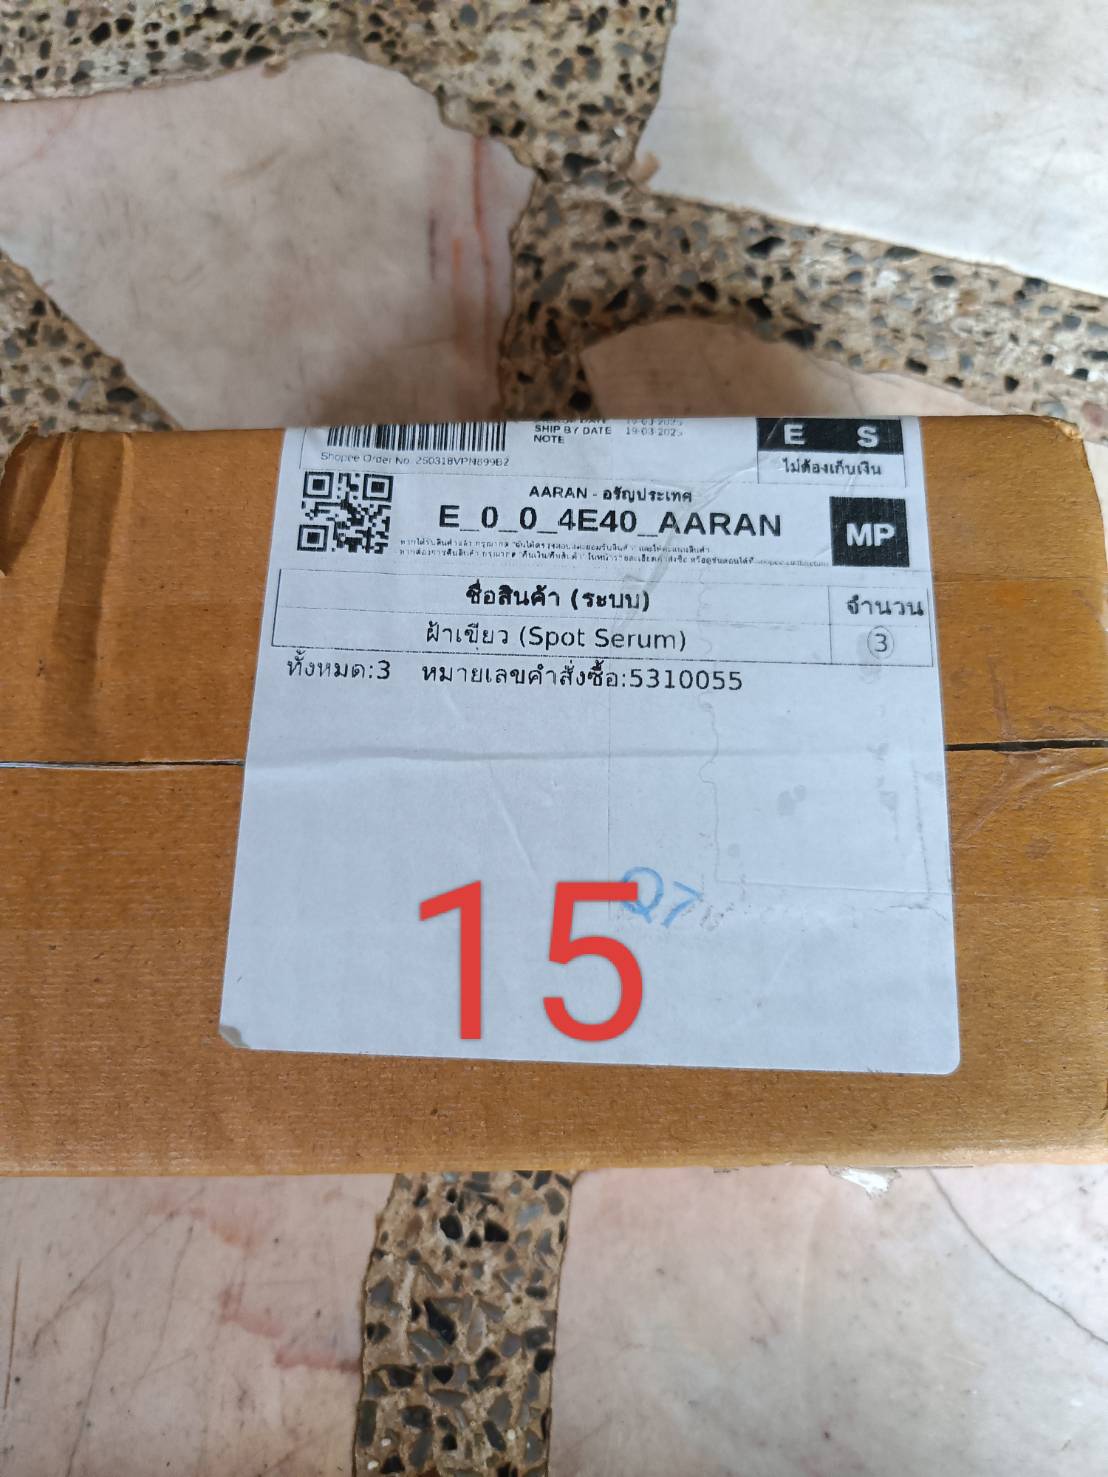 SHIP BY DATE 19-03-2025
NOTE
E S
Shopee Order No. 250318VPN899B2
ไม่ต้องเก็บเงิน
AARAN - อรัญประเทศ
E_0_0_4E40_AARAN
MP
ชื่อสินค้า (ระบบ) จำนวน
ฝ้าเขียว (Spot Serum) 3
ทั้งหมด:3 หมายเลขคำสั่งซื้อ:5310055
Q7
15